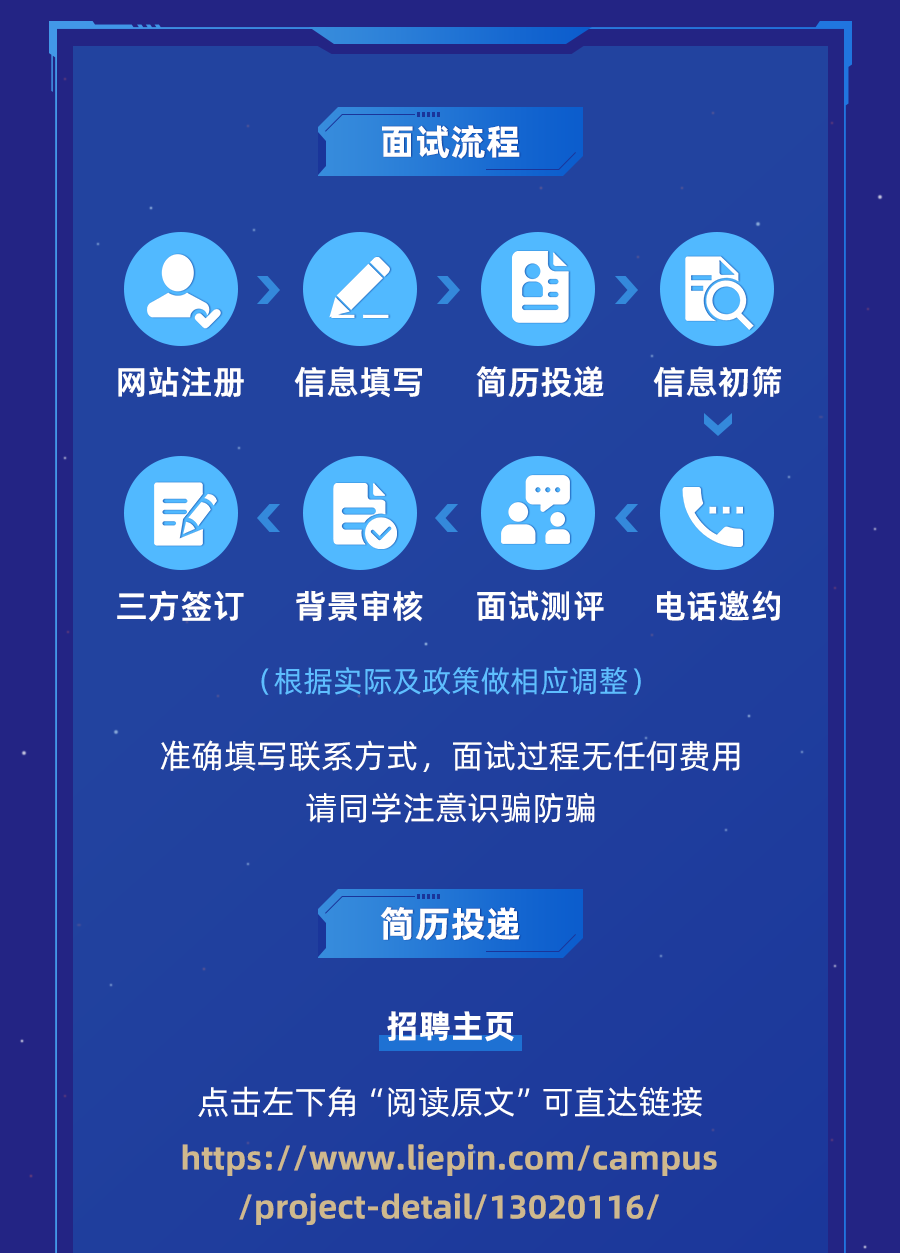 面试流程
网站注册 信息填写 简历投递 信息初筛
三方签订 背景审核 面试测评 电话邀约
（根据实际及政策做相应调整）
准确填写联系方式，面试过程无任何费用
请同学注意识骗防骗
简历投递
招聘主页
点击左下角“阅读原文”可直达链接
https://www.liepin.com/campus
/project-detail/13020116/